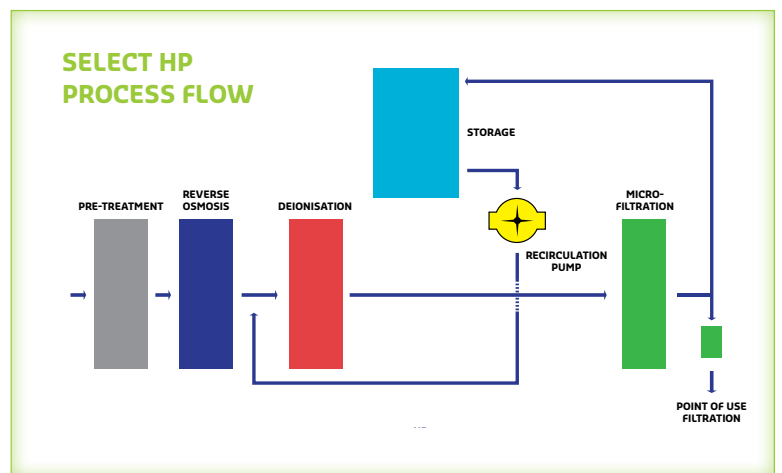 SELECT HP
PROCESS FLOW
STORAGE
PRE-TREATMENT
REVERSE
OSMOSIS
DEIONISATION
MICRO-
FILTRATION
RECIRCULATION
PUMP
POINT OF USE
FILTRATION